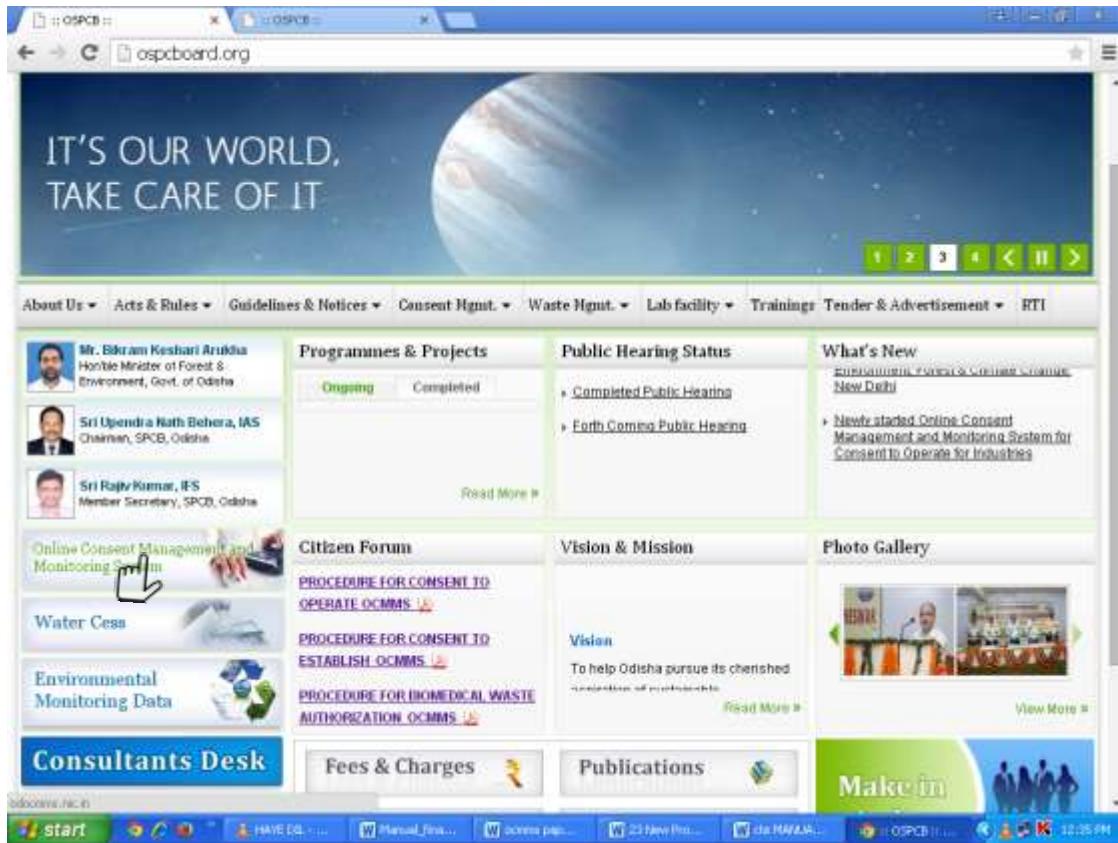 :: OSPCB ::
:: OSPCB ::
ospcboard.org
IT'S OUR WORLD,
TAKE CARE OF IT
1 2 3 4
About Us Acts & Rules Guidelines & Notices Consent Mgmt. Waste Mgmt. Lab facility Trainings Tender & Advertisement RTI
Mr. Bikram Keshari Arukha
Hon'ble Minister of Forest &
Environment, Govt. of Odisha
Sri Upendra Nath Behera, IAS
Chairman, SPCB, Odisha
Sri Rajiv Kumar, IFS
Member Secretary, SPCB, Odisha
Online Consent Management and
Monitoring System
Water Cess
Environmental
Monitoring Data
Consultants Desk
Programmes & Projects
Ongoing Completed
Read More »
Public Hearing Status
Completed Public Hearing
Forth Coming Public Hearing
What's New
Environment, Forest & Climate Change,
New Delhi
Newly started Online Consent
Management and Monitoring System for
Consent to Operate for Industries
Citizen Forum
PROCEDURE FOR CONSENT TO
OPERATE OCMMS
PROCEDURE FOR CONSENT TO
ESTABLISH OCMMS
PROCEDURE FOR BIOMEDICAL WASTE
AUTHORIZATION OCMMS
Vision & Mission
Vision
To help Odisha pursue its cherished
Read More »
Photo Gallery
View More »
Fees & Charges
Publications
Make in
start
Manual_fina...
23 New Pro...
:: OSPCB :: ...
12:35 PM